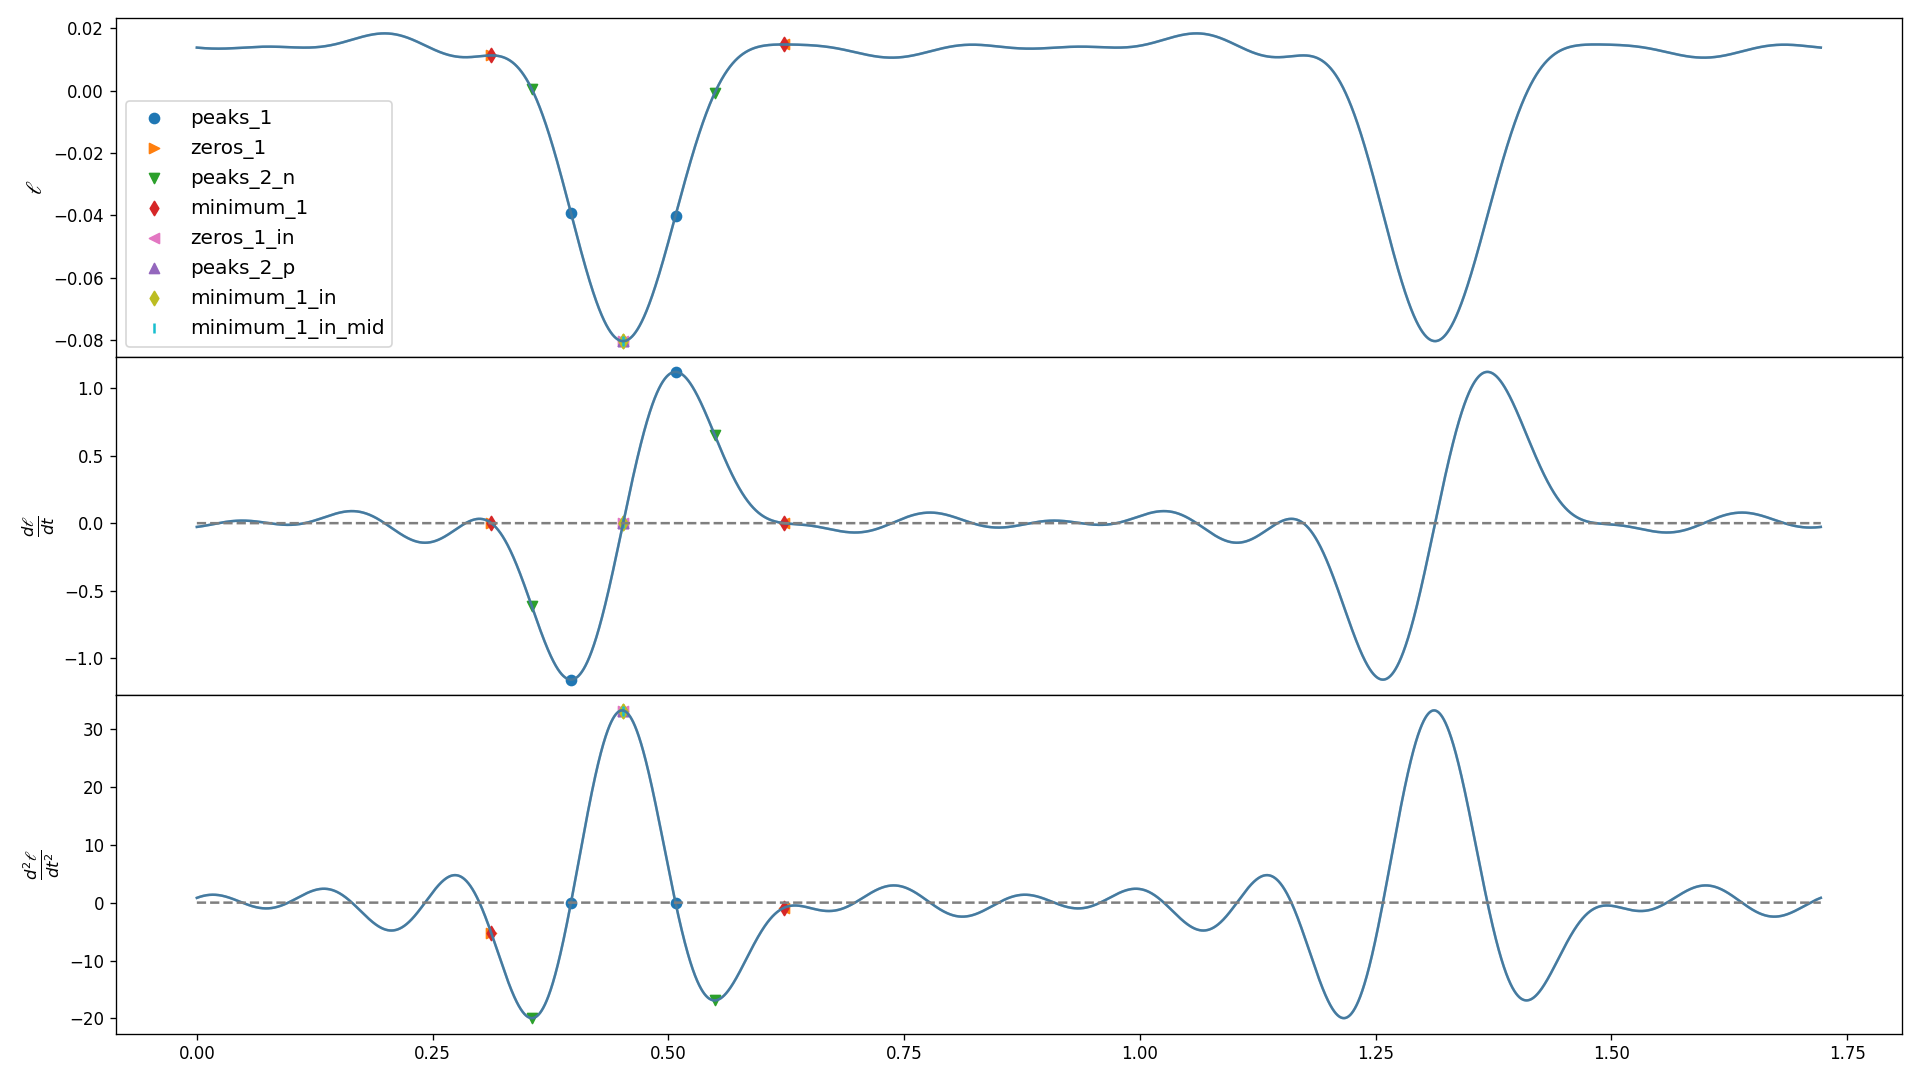 0.02
0.00
−0.02
−0.04
−0.06
−0.08
ℓ
peaks_1
zeros_1
peaks_2_n
minimum_1
zeros_1_in
peaks_2_p
minimum_1_in
minimum_1_in_mid
1.0
0.5
0.0
−0.5
−1.0
dℓ/dt
30
20
10
0
−10
−20
d²ℓ/dt²
0.00 0.25 0.50 0.75 1.00 1.25 1.50 1.75